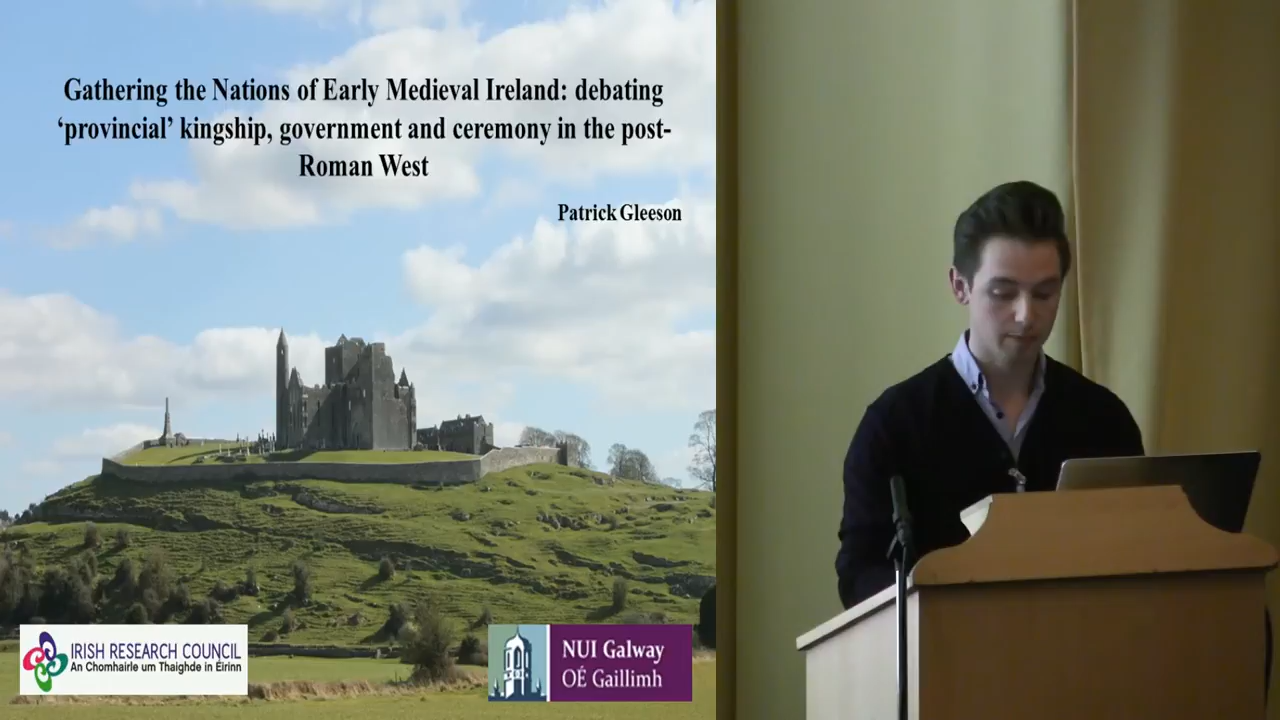 Gathering the Nations of Early Medieval Ireland: debating
‘provincial’ kingship, government and ceremony in the post-
Roman West
Patrick Gleeson
IRISH RESEARCH COUNCIL
An Chomhairle um Thaighde in Éirinn
NUI Galway
OÉ Gaillimh